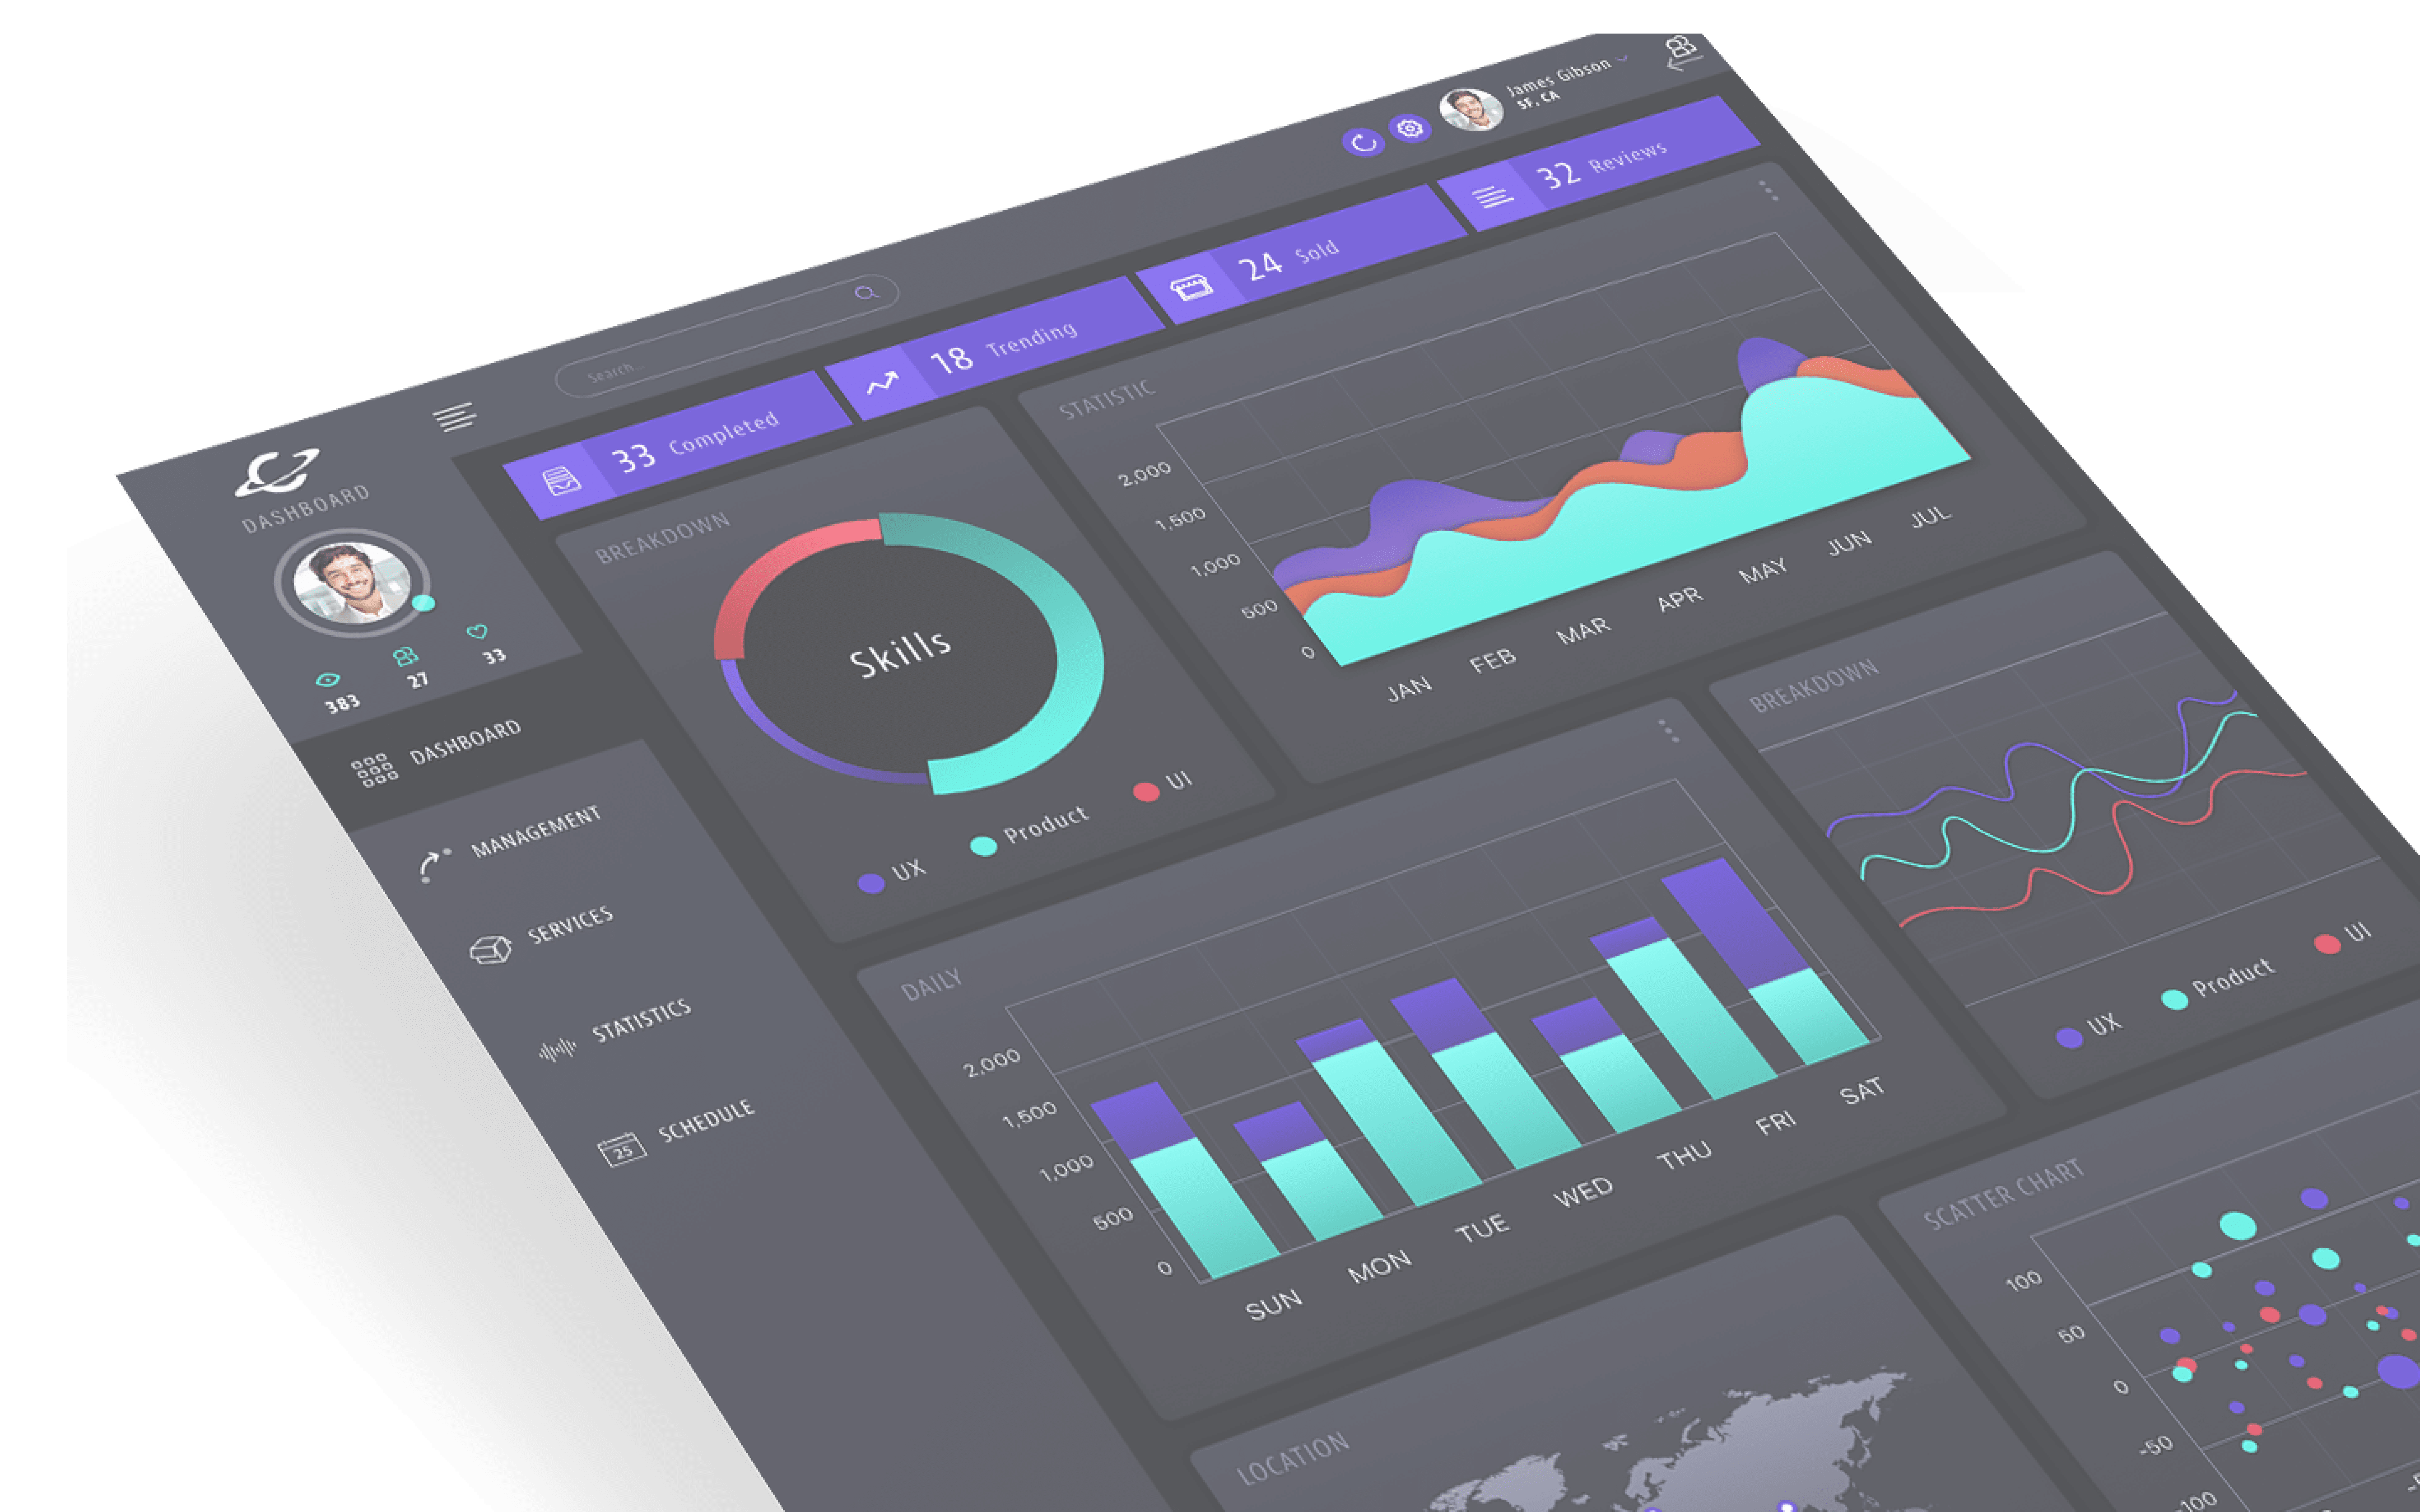 James Gibson
SF, CA
Search...
DASHBOARD
383
27
33
33 Completed
18 Trending
24 Sold
32 Reviews
DASHBOARD
MANAGEMENT
SERVICES
STATISTICS
25
SCHEDULE
BREAKDOWN
Skills
UX
Product
UI
STATISTIC
2,000
1,500
1,000
500
0
JAN
FEB
MAR
APR
MAY
JUN
JUL
DAILY
2,000
1,500
1,000
500
0
SUN
MON
TUE
WED
THU
FRI
SAT
BREAKDOWN
UX
Product
UI
LOCATION
SCATTER CHART
100
50
0
-50
-100